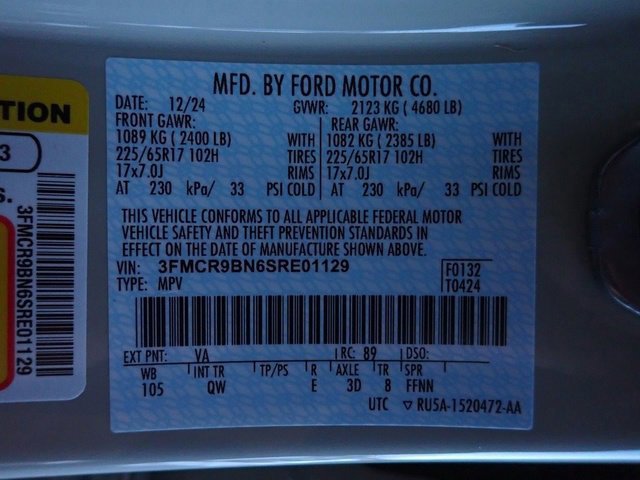 TION
3
S.
3FMCR9BN6SRE01129
MFD. BY FORD MOTOR CO.
DATE: 12/24 GVWR: 2123 KG ( 4680 LB)
FRONT GAWR: REAR GAWR:
1089 KG ( 2400 LB) WITH 1082 KG ( 2385 LB) WITH
225/65R17 102H TIRES 225/65R17 102H TIRES
17x7.0J RIMS 17x7.0J RIMS
AT 230 kPa/ 33 PSI COLD AT 230 kPa/ 33 PSI COLD
THIS VEHICLE CONFORMS TO ALL APPLICABLE FEDERAL MOTOR
VEHICLE SAFETY AND THEFT PREVENTION STANDARDS IN
EFFECT ON THE DATE OF MANUFACTURE SHOWN ABOVE.
VIN: 3FMCR9BN6SRE01129 F0132
TYPE: MPV T0424
EXT PNT: VA RC: 89 DSO:
WB INT TR TP/PS R AXLE TR SPR
105 QW E 3D 8 FFNN
UTC ▽ RU5A-1520472-AA